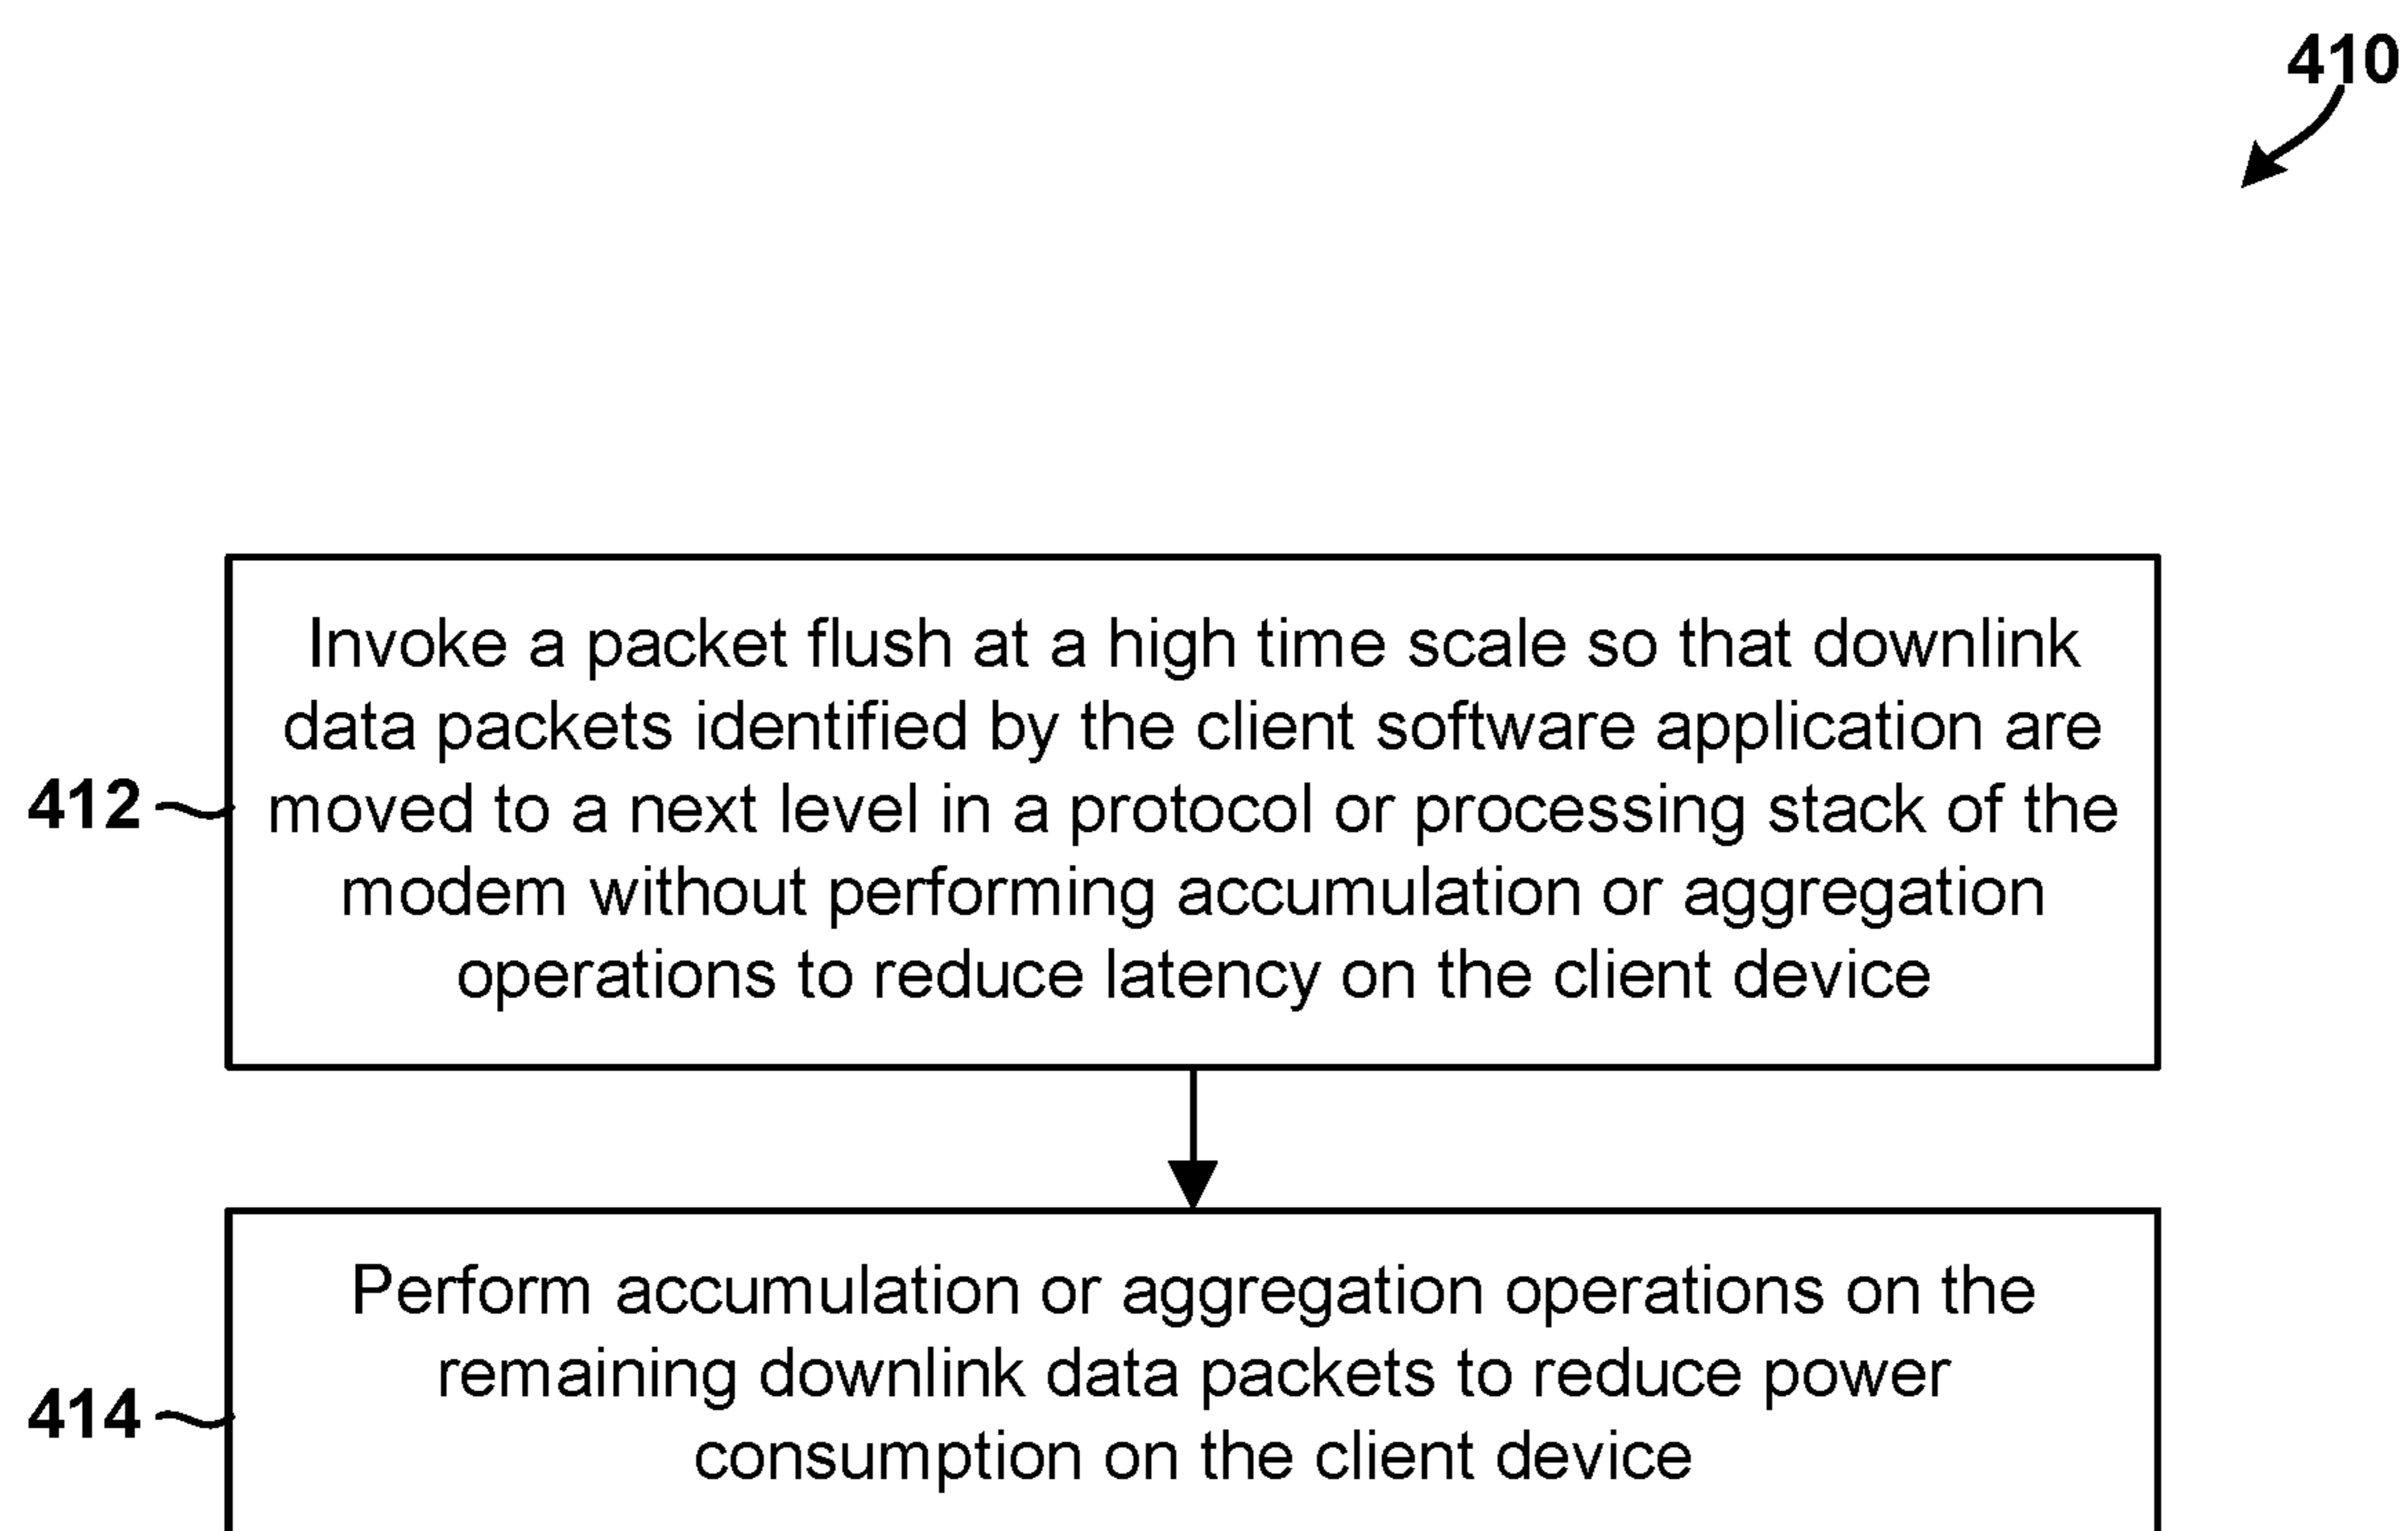 410
Invoke a packet flush at a high time scale so that downlink
data packets identified by the client software application are
412
moved to a next level in a protocol or processing stack of the
modem without performing accumulation or aggregation
operations to reduce latency on the client device
Perform accumulation or aggregation operations on the
remaining downlink data packets to reduce power
414
consumption on the client device